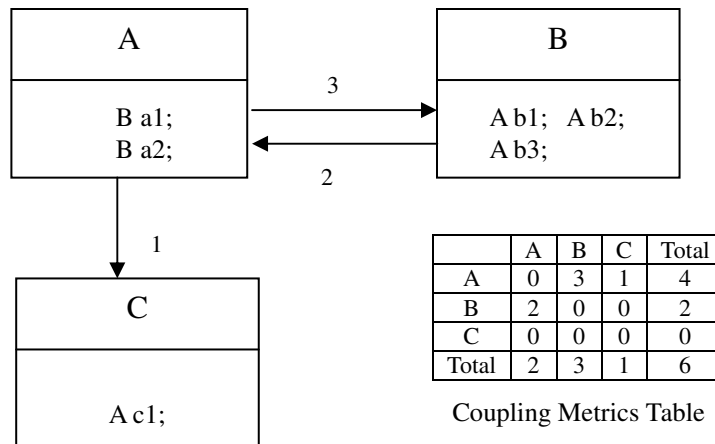 A
B a1;
B a2;
3
2
B
A b1; A b2;
A b3;
1
C
A c1;
A B C Total
A 0 3 1 4
B 2 0 0 2
C 0 0 0 0
Total 2 3 1 6
Coupling Metrics Table